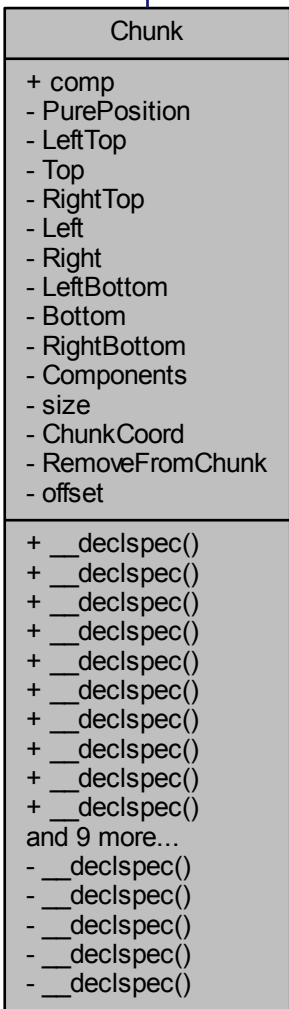 Chunk
+ comp
- PurePosition
- LeftTop
- Top
- RightTop
- Left
- Right
- LeftBottom
- Bottom
- RightBottom
- Components
- size
- ChunkCoord
- RemoveFromChunk
- offset
+ __declspec()
+ __declspec()
+ __declspec()
+ __declspec()
+ __declspec()
+ __declspec()
+ __declspec()
+ __declspec()
+ __declspec()
+ __declspec()
and 9 more...
- __declspec()
- __declspec()
- __declspec()
- __declspec()
- __declspec()